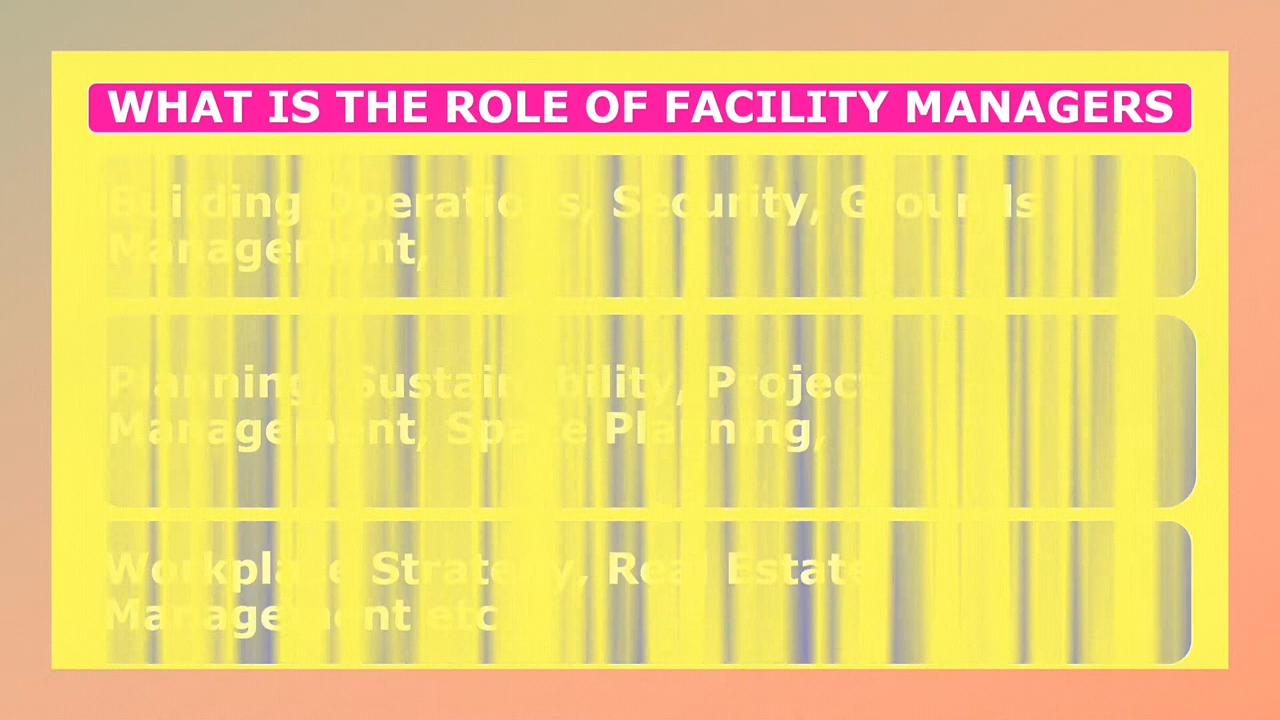 WHAT IS THE ROLE OF FACILITY MANAGERS
Building Operations, Security, Grounds
Management,
Planning, Sustainability, Project
Management, Space Planning,
Workplace Strategy, Real Estate
Management etc